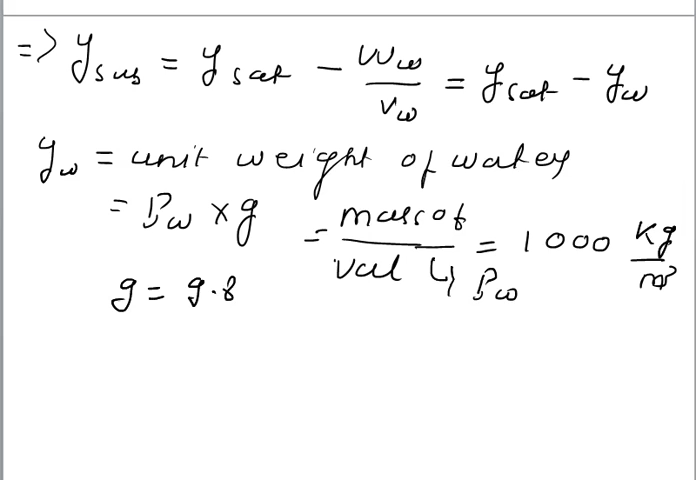 => γsub = γsat - Ww/Vw = γsat - γw
γw = unit weight of water
= ρw × g = mass of/vol ↳ ρw = 1000 kg/m³
g = 9.8